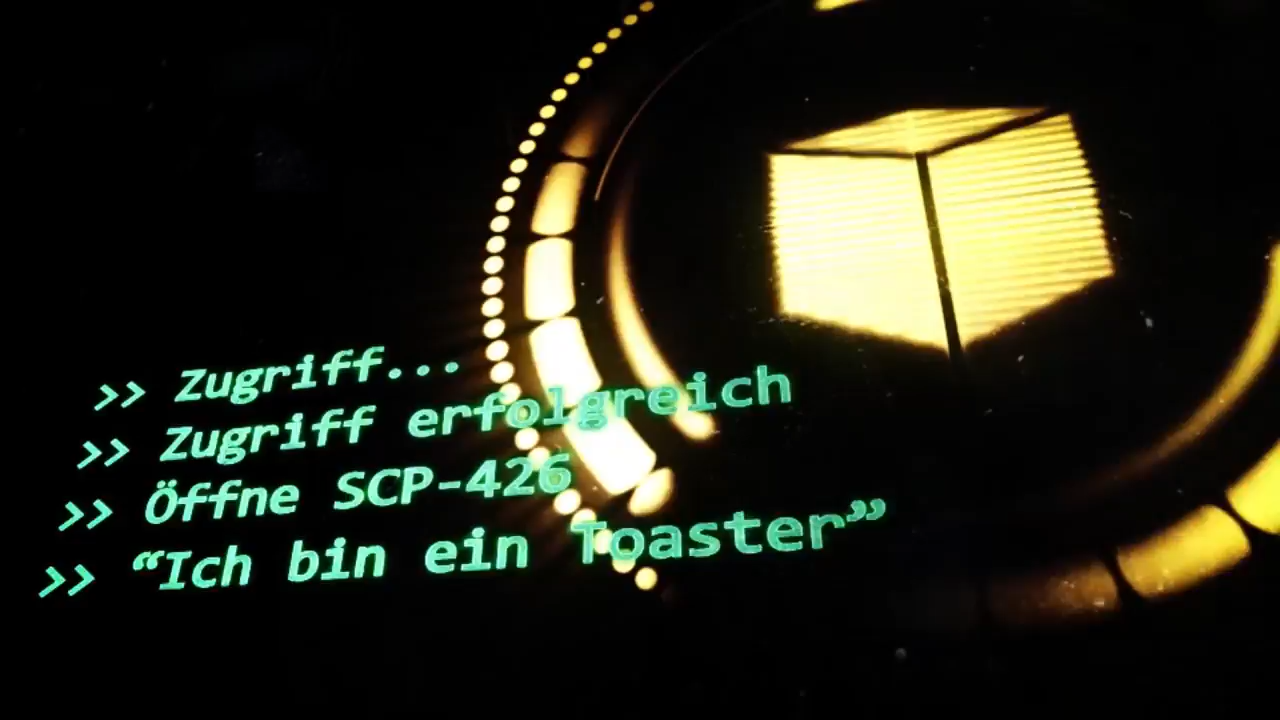 >> Zugriff...
>> Zugriff erfolgreich
>> Öffne SCP-426
>> “Ich bin ein Toaster”